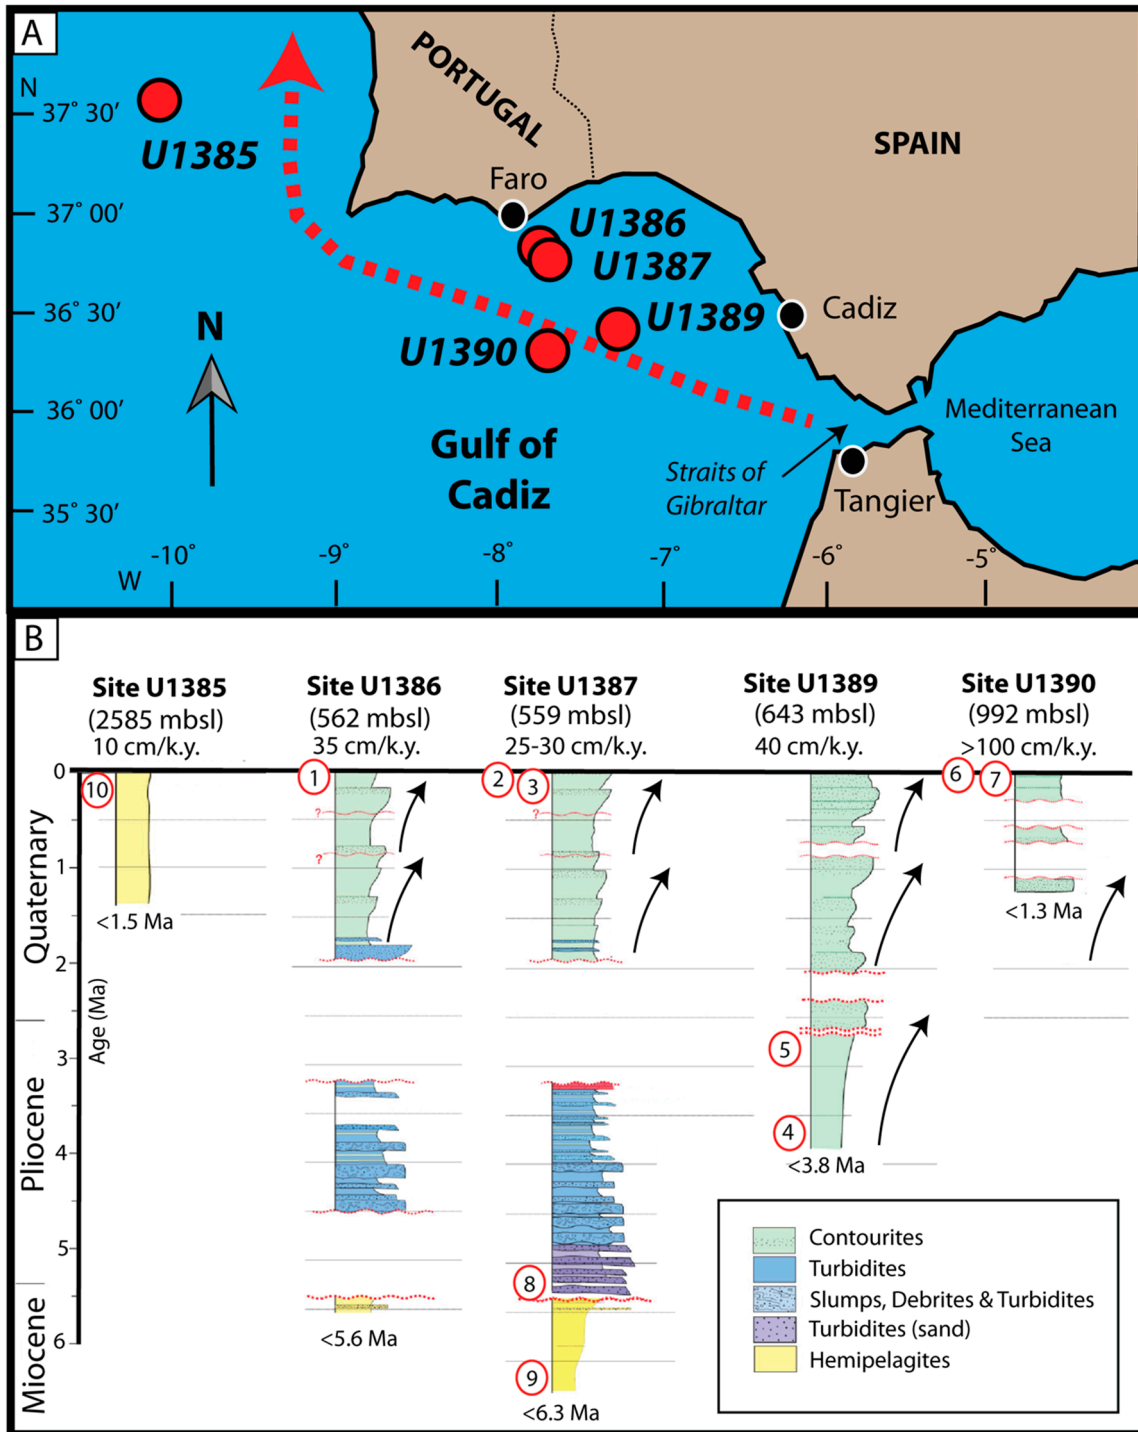 A
N
37° 30′
37° 00′
36° 30′
36° 00′
35° 30′
PORTUGAL
SPAIN
U1385
Faro
U1386
U1387
U1389
U1390
Cadiz
N
Gulf of
Cadiz
Mediterranean
Sea
Straits of
Gibraltar
Tangier
W
-10°
-9°
-8°
-7°
-6°
-5°
B
Site U1385
(2585 mbsl)
10 cm/k.y.
Site U1386
(562 mbsl)
35 cm/k.y.
Site U1387
(559 mbsl)
25-30 cm/k.y.
Site U1389
(643 mbsl)
40 cm/k.y.
Site U1390
(992 mbsl)
>100 cm/k.y.
0
1
2
3
4
5
6
Quaternary
Pliocene
Miocene
Age (Ma)
10
<1.5 Ma
1
?
?
<5.6 Ma
2
3
?
8
9
<6.3 Ma
5
4
<3.8 Ma
6
7
<1.3 Ma
Contourites
Turbidites
Slumps, Debrites & Turbidites
Turbidites (sand)
Hemipelagites